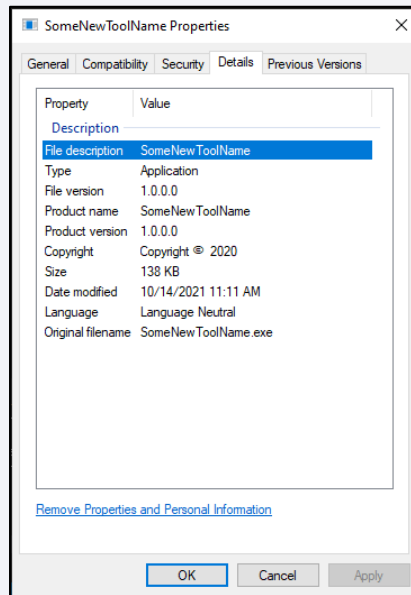 SomeNewToolName Properties
General Compatibility Security Details Previous Versions
Property Value
Description
File description SomeNewToolName
Type Application
File version 1.0.0.0
Product name SomeNewToolName
Product version 1.0.0.0
Copyright Copyright © 2020
Size 138 KB
Date modified 10/14/2021 11:11 AM
Language Language Neutral
Original filename SomeNewToolName.exe
Remove Properties and Personal Information
OK Cancel Apply